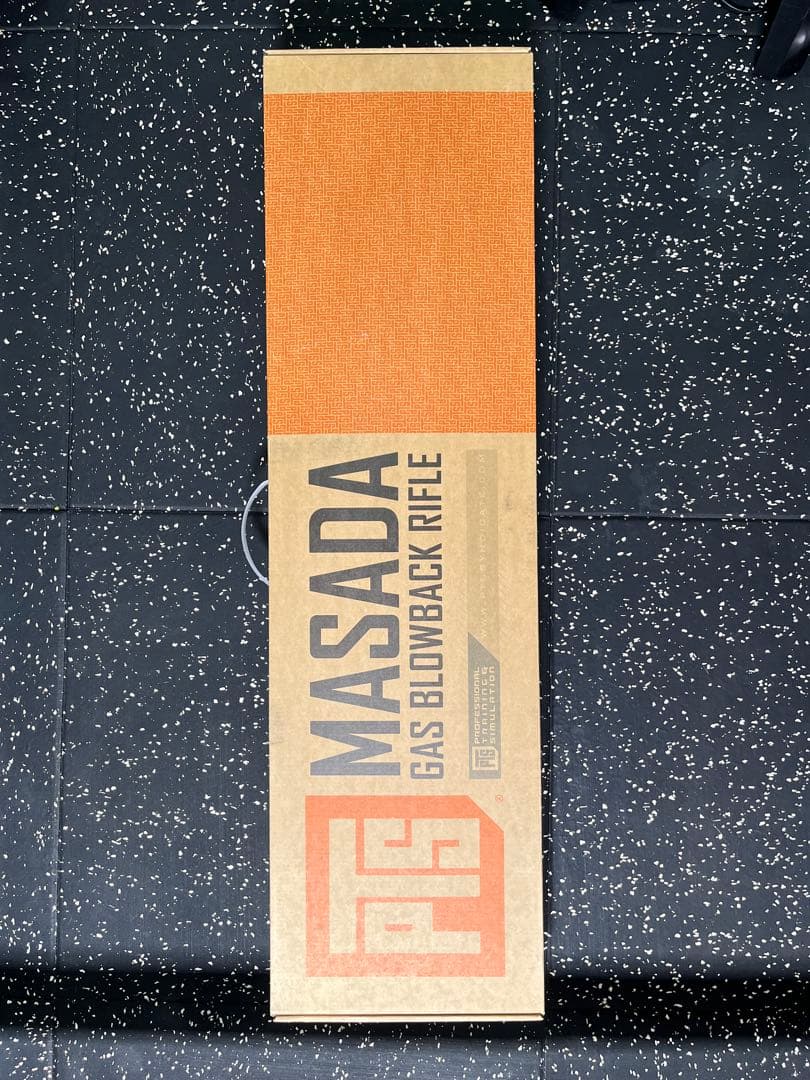 PTS
®
MASADA
GAS BLOWBACK RIFLE
PTS
PROFESSIONAL
TRAINING &
SIMULATION